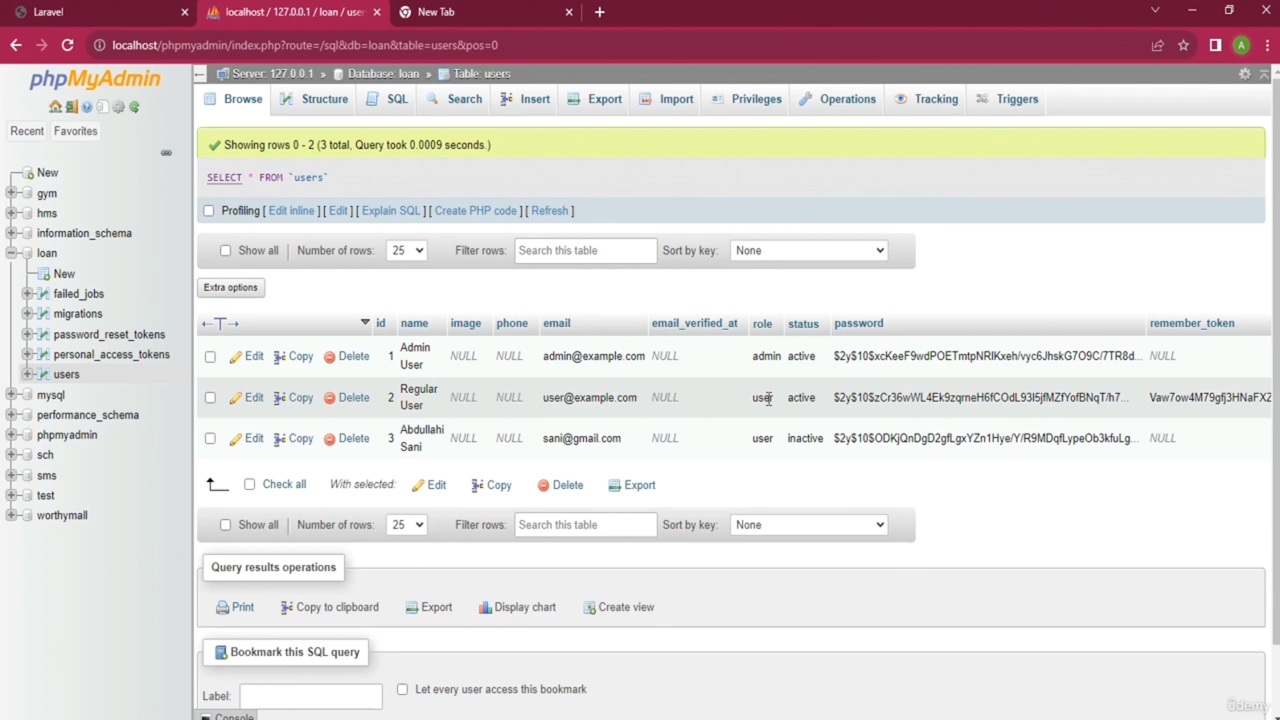 Laravel
localhost / 127.0.0.1 / loan / user
New Tab
localhost/phpmyadmin/index.php?route=/sql&db=loan&table=users&pos=0
A
phpMyAdmin
Recent Favorites
New
gym
hms
information_schema
loan
New
failed_jobs
migrations
password_reset_tokens
personal_access_tokens
users
mysql
performance_schema
phpmyadmin
sch
sms
test
worthymall
Server: 127.0.0.1 » Database: loan » Table: users
Browse Structure SQL Search Insert Export Import Privileges Operations Tracking Triggers
Showing rows 0 - 2 (3 total, Query took 0.0009 seconds.)
SELECT * FROM `users`
Profiling [ Edit inline ] [ Edit ] [ Explain SQL ] [ Create PHP code ] [ Refresh ]
Show all Number of rows: 25 Filter rows: Search this table Sort by key: None
Extra options
id name image phone email email_verified_at role status password remember_token
Edit Copy Delete 1 Admin User NULL NULL admin@example.com NULL admin active NULL
Edit Copy Delete 2 Regular User NULL NULL user@example.com NULL user active
Edit Copy Delete 3 Abdullahi Sani NULL NULL sani@gmail.com NULL user inactive NULL
Check all With selected: Edit Copy Delete Export
Show all Number of rows: 25 Filter rows: Search this table Sort by key: None
Query results operations
Print Copy to clipboard Export Display chart Create view
Bookmark this SQL query
Label: Let every user access this bookmark
Console
ûdemy